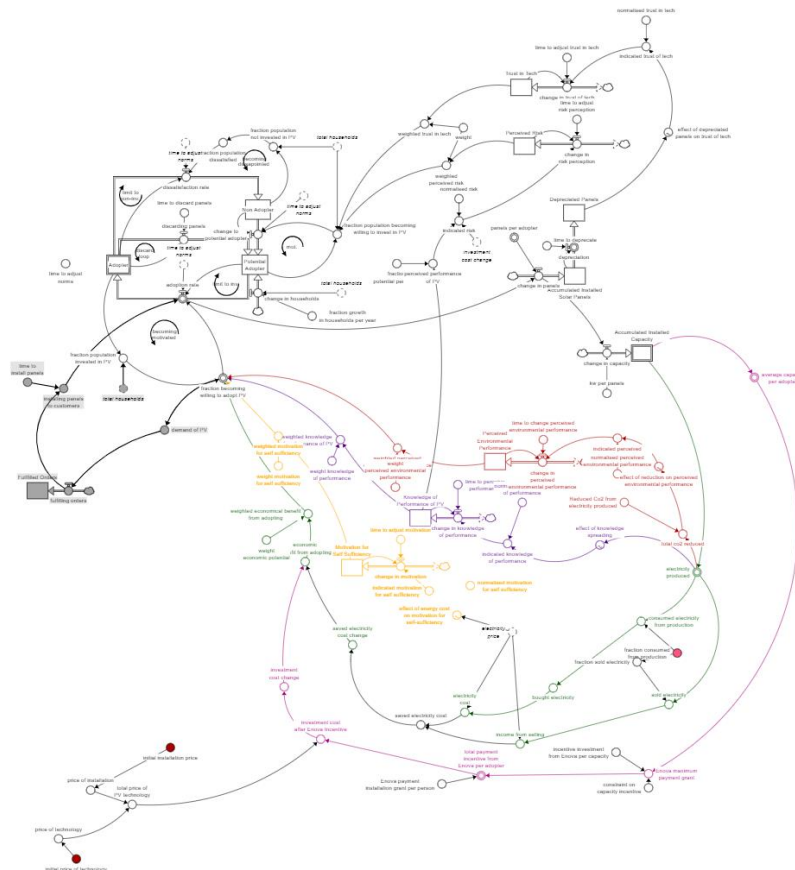 normalised trust in tech
time to adjust trust in tech
indicated trust of tech
Trust in Tech
change in trust of tech
time to adjust
risk perception
effect of depreciated
panels on trust of tech
fraction population
not invested in PV
total households
weighted trust in tech
weight
Perceived Risk
change in
risk perception
time to adjust
norms
fraction population
dissatisfied
becoming
disappointed
weighted
perceived risk
normalised risk
dissatisfaction rate
limit to
time to adjust
norms
Depreciated Panels
time to discard panels
Non Adopter
discarding panels
change to
potential adopter
fraction population becoming
willing to invest in PV
indicated risk
panels per adopter
time to adjust
norms
investment
cost change
time to depreciate
depreciation
Adopter
discard
loop
Potential
Adopter
time to adjust
norms
adoption rate
perceived performance
of PV
potential per
total households
change in panels
Accumulated Installed
Solar Panels
change in households
fraction growth
in households per year
becoming
motivated
Accumulated Installed
Capacity
change in capacity
fraction population
invested in PV
time to
install panels
installing panels
to customers
total households
fraction becoming
willing to adopt PV
kw per panels
average capa
per adopt
demand of PV
weighted motivation
for self sufficiency
weighted knowledge
weight motivation
for self sufficiency
weight knowledge
of performance
weight
perceived environmental
performance
Perceived
Environmental
Performance
time to change perceived
environmental performance
change in
perceived
environmental performance
indicated perceived
environmental performance
normalised perceived
environmental performance
effect of reduction on perceived
environmental performance
Fulfilled Orders
fulfilling orders
Knowledge of
Performance of PV
of performance
change in knowledge of
performance
indicated knowledge
of performance
Reduced Co2 from
electricity produced
effect of knowledge
spreading
total co2 reduced
weighted economical benefit
from adopting
weight
economic potential
economic
from adopting
time to adjust motivation
Motivation for
Self Sufficiency
change in motivation
indicated motivation
for self sufficiency
normalised motivation
for self sufficiency
electricity
produced
effect of energy cost
on motivation for
self sufficiency
electricity
price
saved electricity
cost change
consumed electricity
from production
fraction consumed
from production
fraction sold electricity
investment
cost change
electricity
cost
bought electricity
sold electricity
saved electricity cost
income from selling
investment cost
after Enova incentive
total payment
incentive from
Enova per adopter
incentive investment
from Enova per capacity
Enova maximum
payment grant
Enova payment
installation grant per person
constraint on
capacity incentive
initial installation price
price of installation
total price of
PV technology
price of technology
initial price of technology